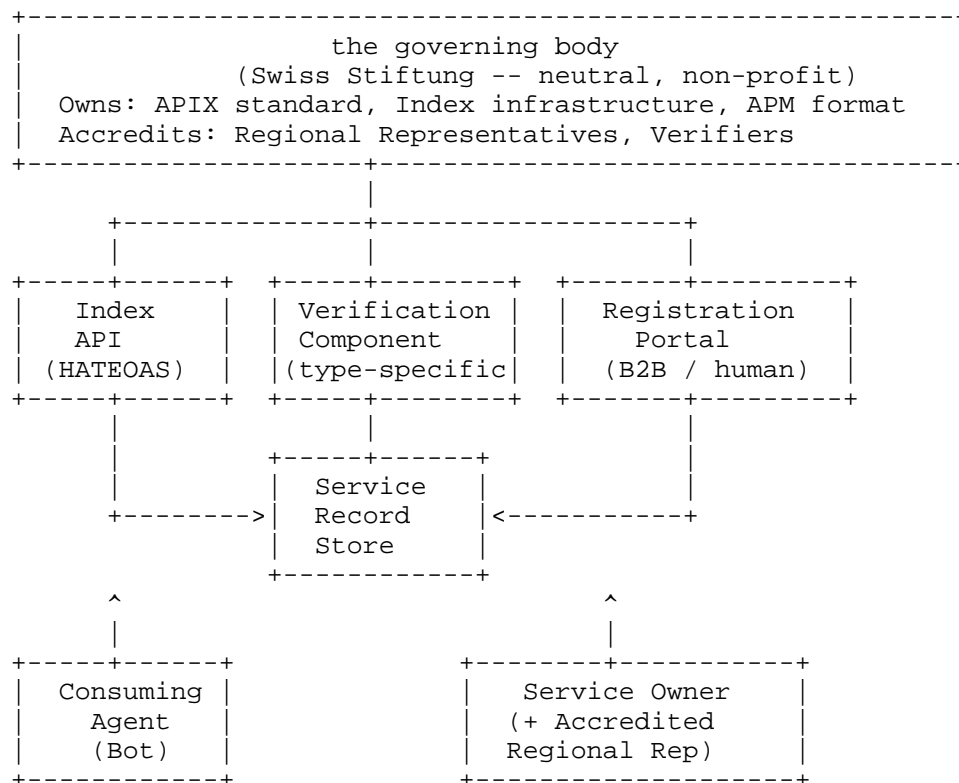 the governing body
(Swiss Stiftung -- neutral, non-profit)
Owns: APIX standard, Index infrastructure, APM format
Accredits: Regional Representatives, Verifiers
Index Verification Registration
API Component Portal
(HATEOAS) (type-specific (B2B / human)
Service
Record
Store
Consuming Service Owner
Agent (+ Accredited
(Bot) Regional Rep)